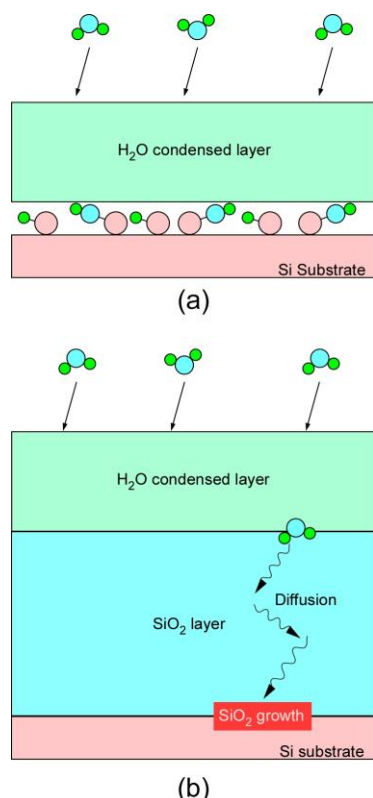 H₂O condensed layer
Si Substrate
(a)
H₂O condensed layer
Diffusion
SiO₂ layer
SiO₂ growth
Si substrate
(b)